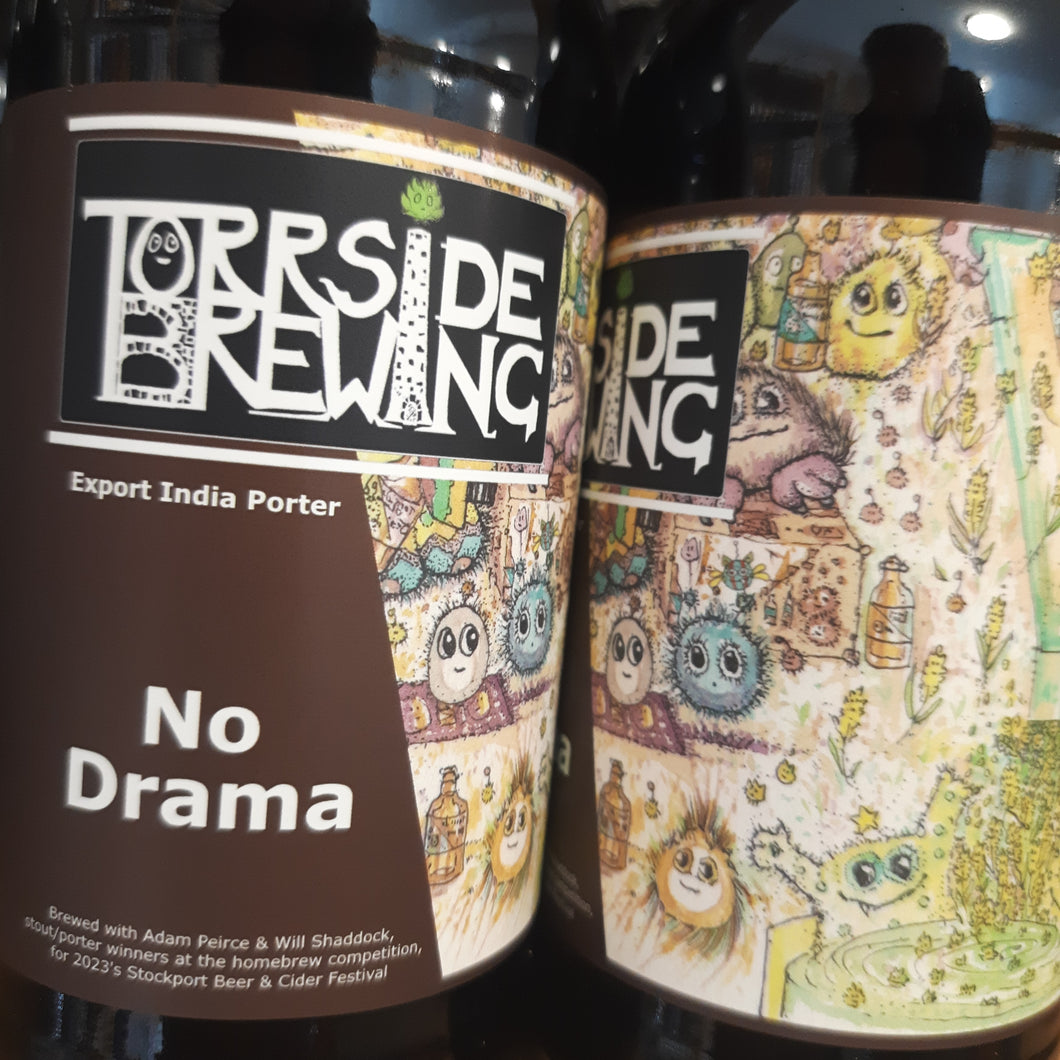 TORRSIDE
BREWING
Export India Porter
No
Drama
Brewed with Adam Peirce & Will Shaddock,
stout/porter winners at the homebrew competition,
for 2023's Stockport Beer & Cider Festival
SIDE
WING
a